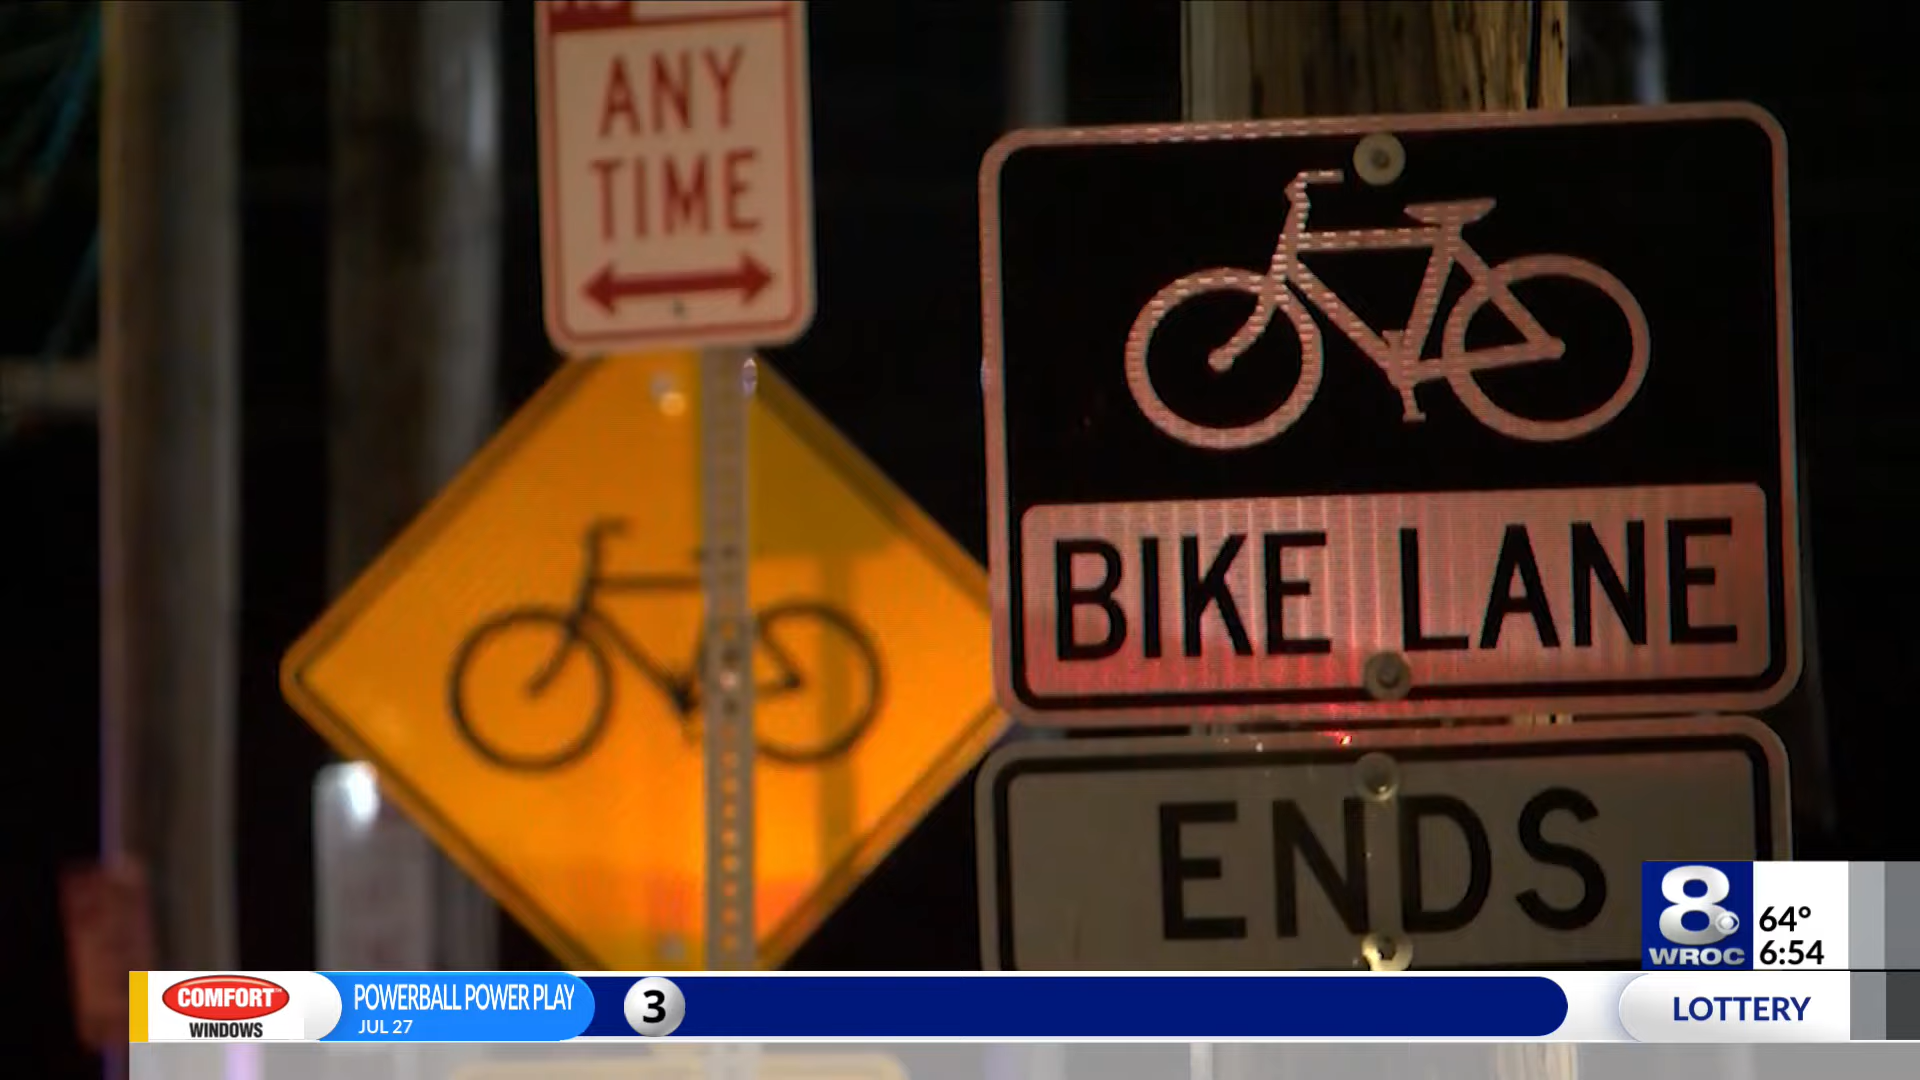 ANY
TIME
BIKE LANE
ENDS
8
WROC
64°
6:54
COMFORT
WINDOWS
POWERBALL POWER PLAY
JUL 27
3
LOTTERY